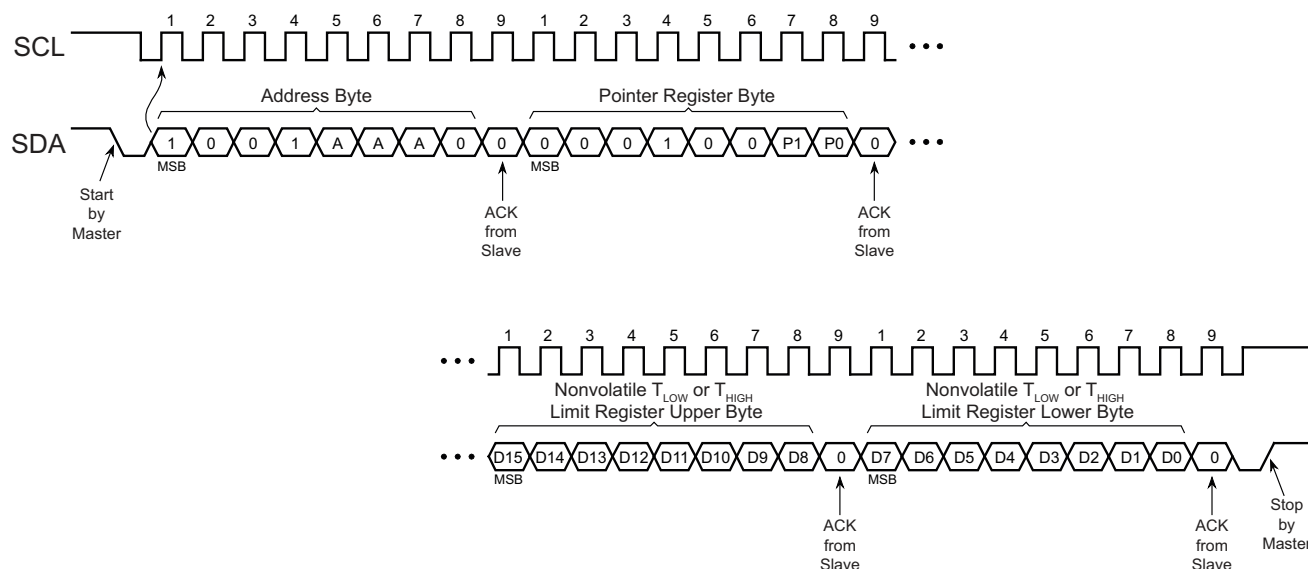 1 2 3 4 5 6 7 8 9 1 2 3 4 5 6 7 8 9
SCL
Address Byte Pointer Register Byte
SDA 1 0 0 1 A A A 0 0 0 0 0 1 0 0 P1 P0 0
MSB MSB
Start
by
Master
ACK
from
Slave
ACK
from
Slave
1 2 3 4 5 6 7 8 9 1 2 3 4 5 6 7 8 9
Nonvolatile TLOW or THIGH
Limit Register Upper Byte
Nonvolatile TLOW or THIGH
Limit Register Lower Byte
D15 D14 D13 D12 D11 D10 D9 D8 0 D7 D6 D5 D4 D3 D2 D1 D0 0
MSB MSB
ACK
from
Slave
ACK
from
Slave
Stop
by
Master